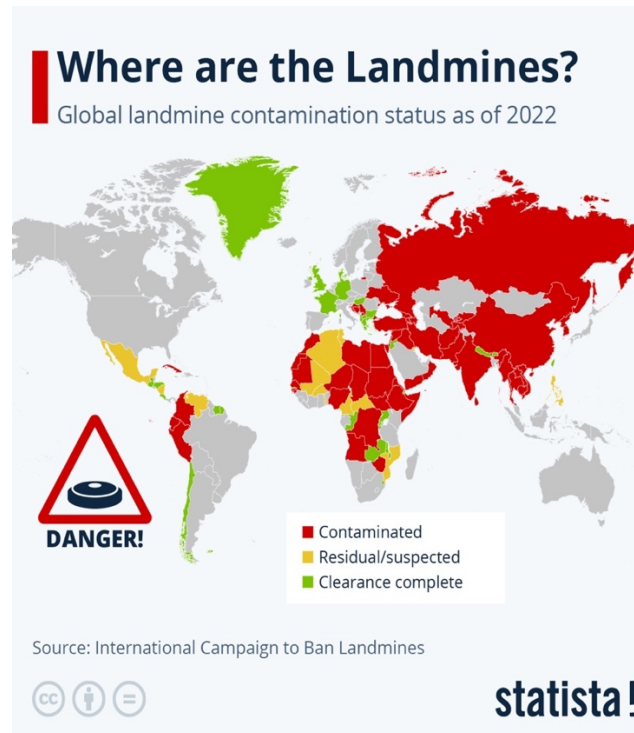 Where are the Landmines?
Global landmine contamination status as of 2022
DANGER!
Contaminated
Residual/suspected
Clearance complete
Source: International Campaign to Ban Landmines
cc
statista